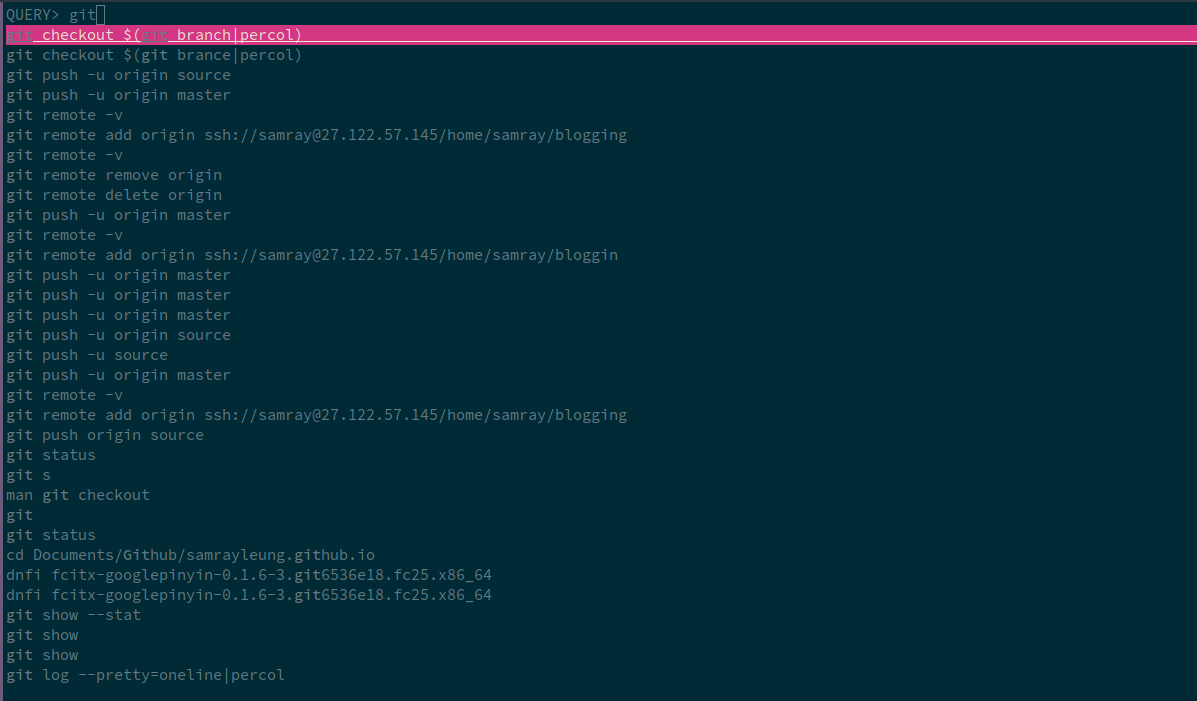 QUERY> git
git checkout $(git branch|percol)
git checkout $(git brance|percol)
git push -u origin source
git push -u origin master
git remote -v
git remote add origin ssh://samray@27.122.57.145/home/samray/blogging
git remote -v
git remote remove origin
git remote delete origin
git push -u origin master
git remote -v
git remote add origin ssh://samray@27.122.57.145/home/samray/bloggin
git push -u origin master
git push -u origin master
git push -u origin master
git push -u origin source
git push -u source
git push -u origin master
git remote -v
git remote add origin ssh://samray@27.122.57.145/home/samray/blogging
git push origin source
git status
git s
man git checkout
git
git status
cd Documents/Github/samrayleung.github.io
dnfi fcitx-googlepinyin-0.1.6-3.git6536e18.fc25.x86_64
dnfi fcitx-googlepinyin-0.1.6-3.git6536e18.fc25.x86_64
git show --stat
git show
git show
git log --pretty=oneline|percol